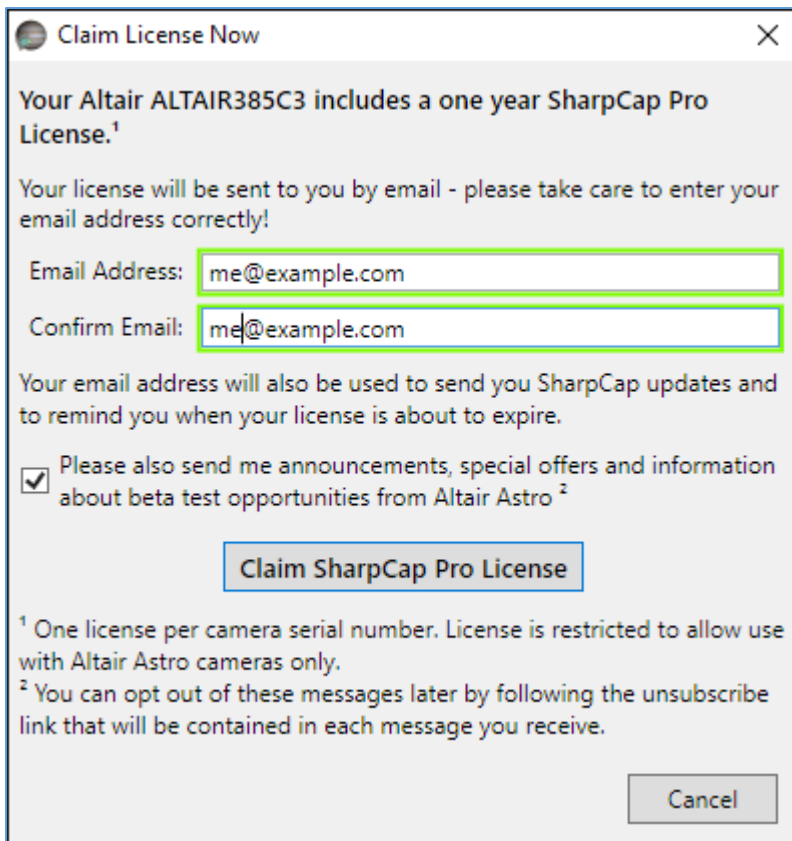 Claim License Now
Your Altair ALTAIR385C3 includes a one year SharpCap Pro
License.¹
Your license will be sent to you by email - please take care to enter your
email address correctly!
Email Address: me@example.com
Confirm Email: me@example.com
Your email address will also be used to send you SharpCap updates and
to remind you when your license is about to expire.
Please also send me announcements, special offers and information
about beta test opportunities from Altair Astro ²
Claim SharpCap Pro License
¹ One license per camera serial number. License is restricted to allow use
with Altair Astro cameras only.
² You can opt out of these messages later by following the unsubscribe
link that will be contained in each message you receive.
Cancel